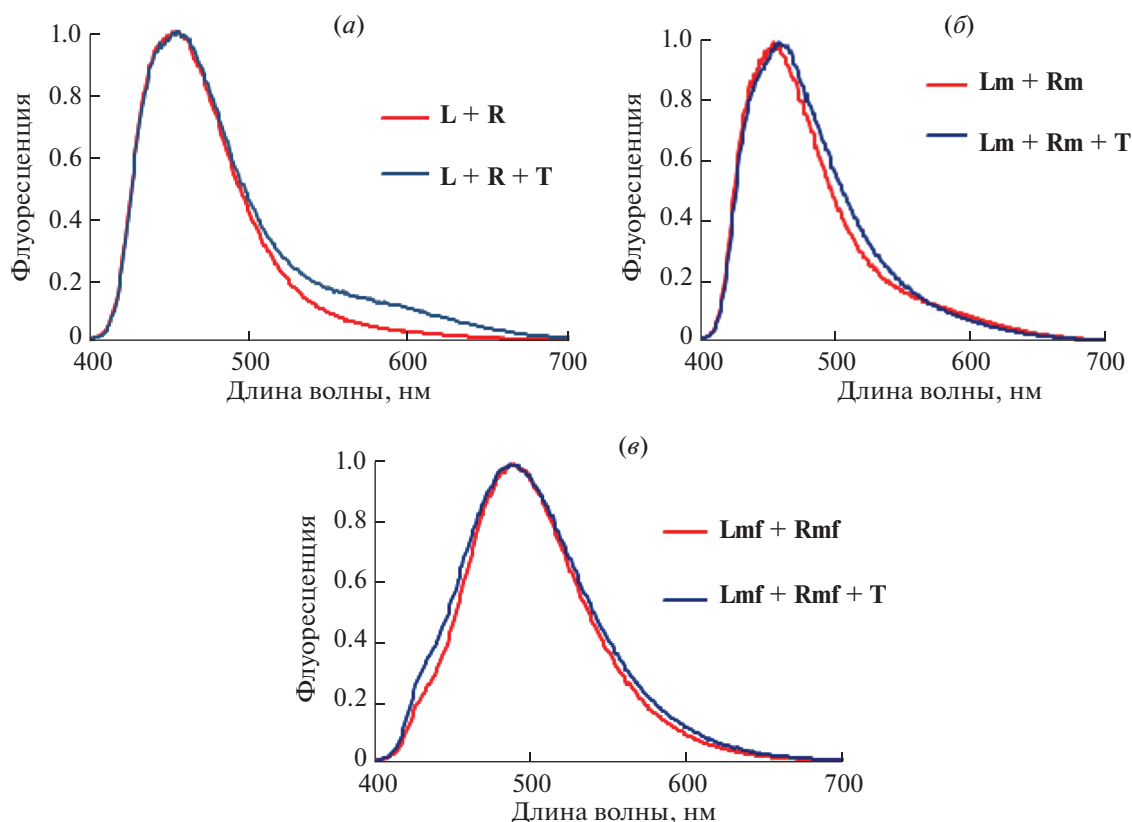 (а)
Флуоресценция
1.0
0.8
0.6
0.4
0.2
0
400
500
600
700
Длина волны, нм
L + R
L + R + T
(б)
Флуоресценция
1.0
0.8
0.6
0.4
0.2
0
400
500
600
700
Длина волны, нм
Lm + Rm
Lm + Rm + T
(в)
Флуоресценция
1.0
0.8
0.6
0.4
0.2
0
400
500
600
700
Длина волны, нм
Lmf + Rmf
Lmf + Rmf + T